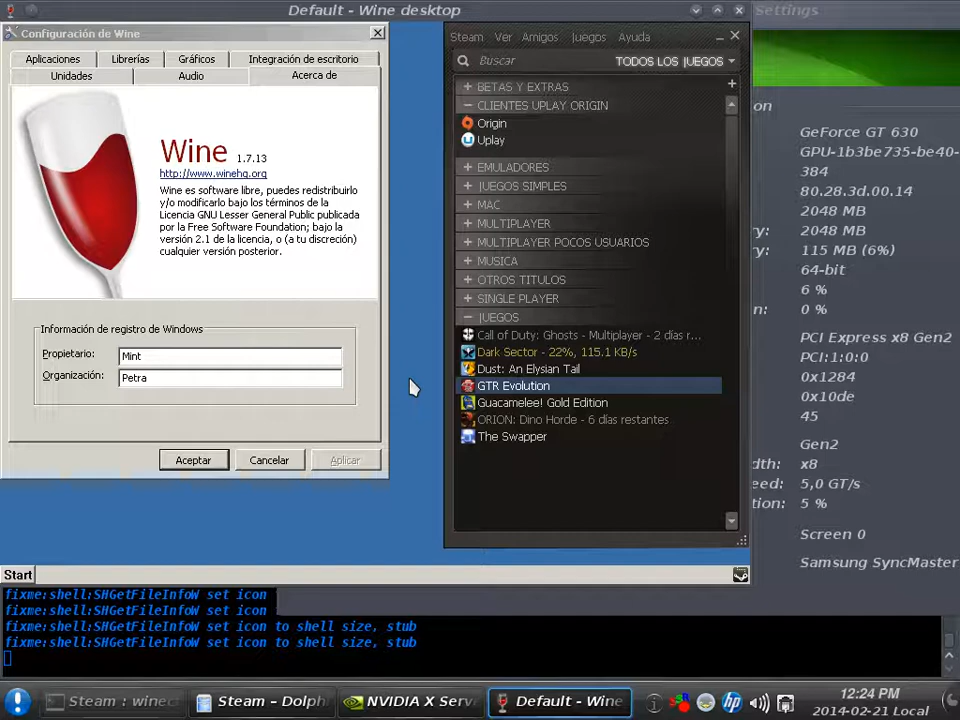 Default - Wine desktop
Settings
Configuración de Wine
Aplicaciones
Librerías
Gráficos
Integración de escritorio
Unidades
Audio
Acerca de
Wine 1.7.13
http://www.winehq.org
Wine es software libre, puedes redistribuirlo
y/o modificarlo bajo los términos de la
Licencia GNU Lesser General Public publicada
por la Free Software Foundation; bajo la
versión 2.1 de la licencia, o (a tu discreción)
cualquier versión posterior.
Información de registro de Windows
Propietario: Mint
Organización: Petra
Aceptar
Cancelar
Aplicar
Steam Ver Amigos Juegos Ayuda
Buscar
TODOS LOS JUEGOS
+ BETAS Y EXTRAS
− CLIENTES UPLAY ORIGIN
Origin
Uplay
+ EMULADORES
+ JUEGOS SIMPLES
+ MAC
+ MULTIPLAYER
+ MULTIPLAYER POCOS USUARIOS
+ MUSICA
+ OTROS TITULOS
+ SINGLE PLAYER
− JUEGOS
Call of Duty: Ghosts - Multiplayer - 2 días r...
Dark Sector - 22%, 115.1 KB/s
Dust: An Elysian Tail
GTR Evolution
Guacamelee! Gold Edition
ORION: Dino Horde - 6 días restantes
The Swapper
on
GeForce GT 630
GPU-1b3be735-be40-
384
80.28.3d.00.14
2048 MB
ry: 2048 MB
y: 115 MB (6%)
64-bit
6 %
n: 0 %
PCI Express x8 Gen2
PCI:1:0:0
0x1284
0x10de
45
Gen2
dth: x8
eed: 5,0 GT/s
tion: 5 %
Screen 0
Samsung SyncMaster
Start
fixme:shell:SHGetFileInfoW set icon
fixme:shell:SHGetFileInfoW set icon
fixme:shell:SHGetFileInfoW set icon to shell size, stub
fixme:shell:SHGetFileInfoW set icon to shell size, stub
Steam : winec
Steam – Dolph
NVIDIA X Serv
Default - Wine
hp
12:24 PM
2014-02-21 Local